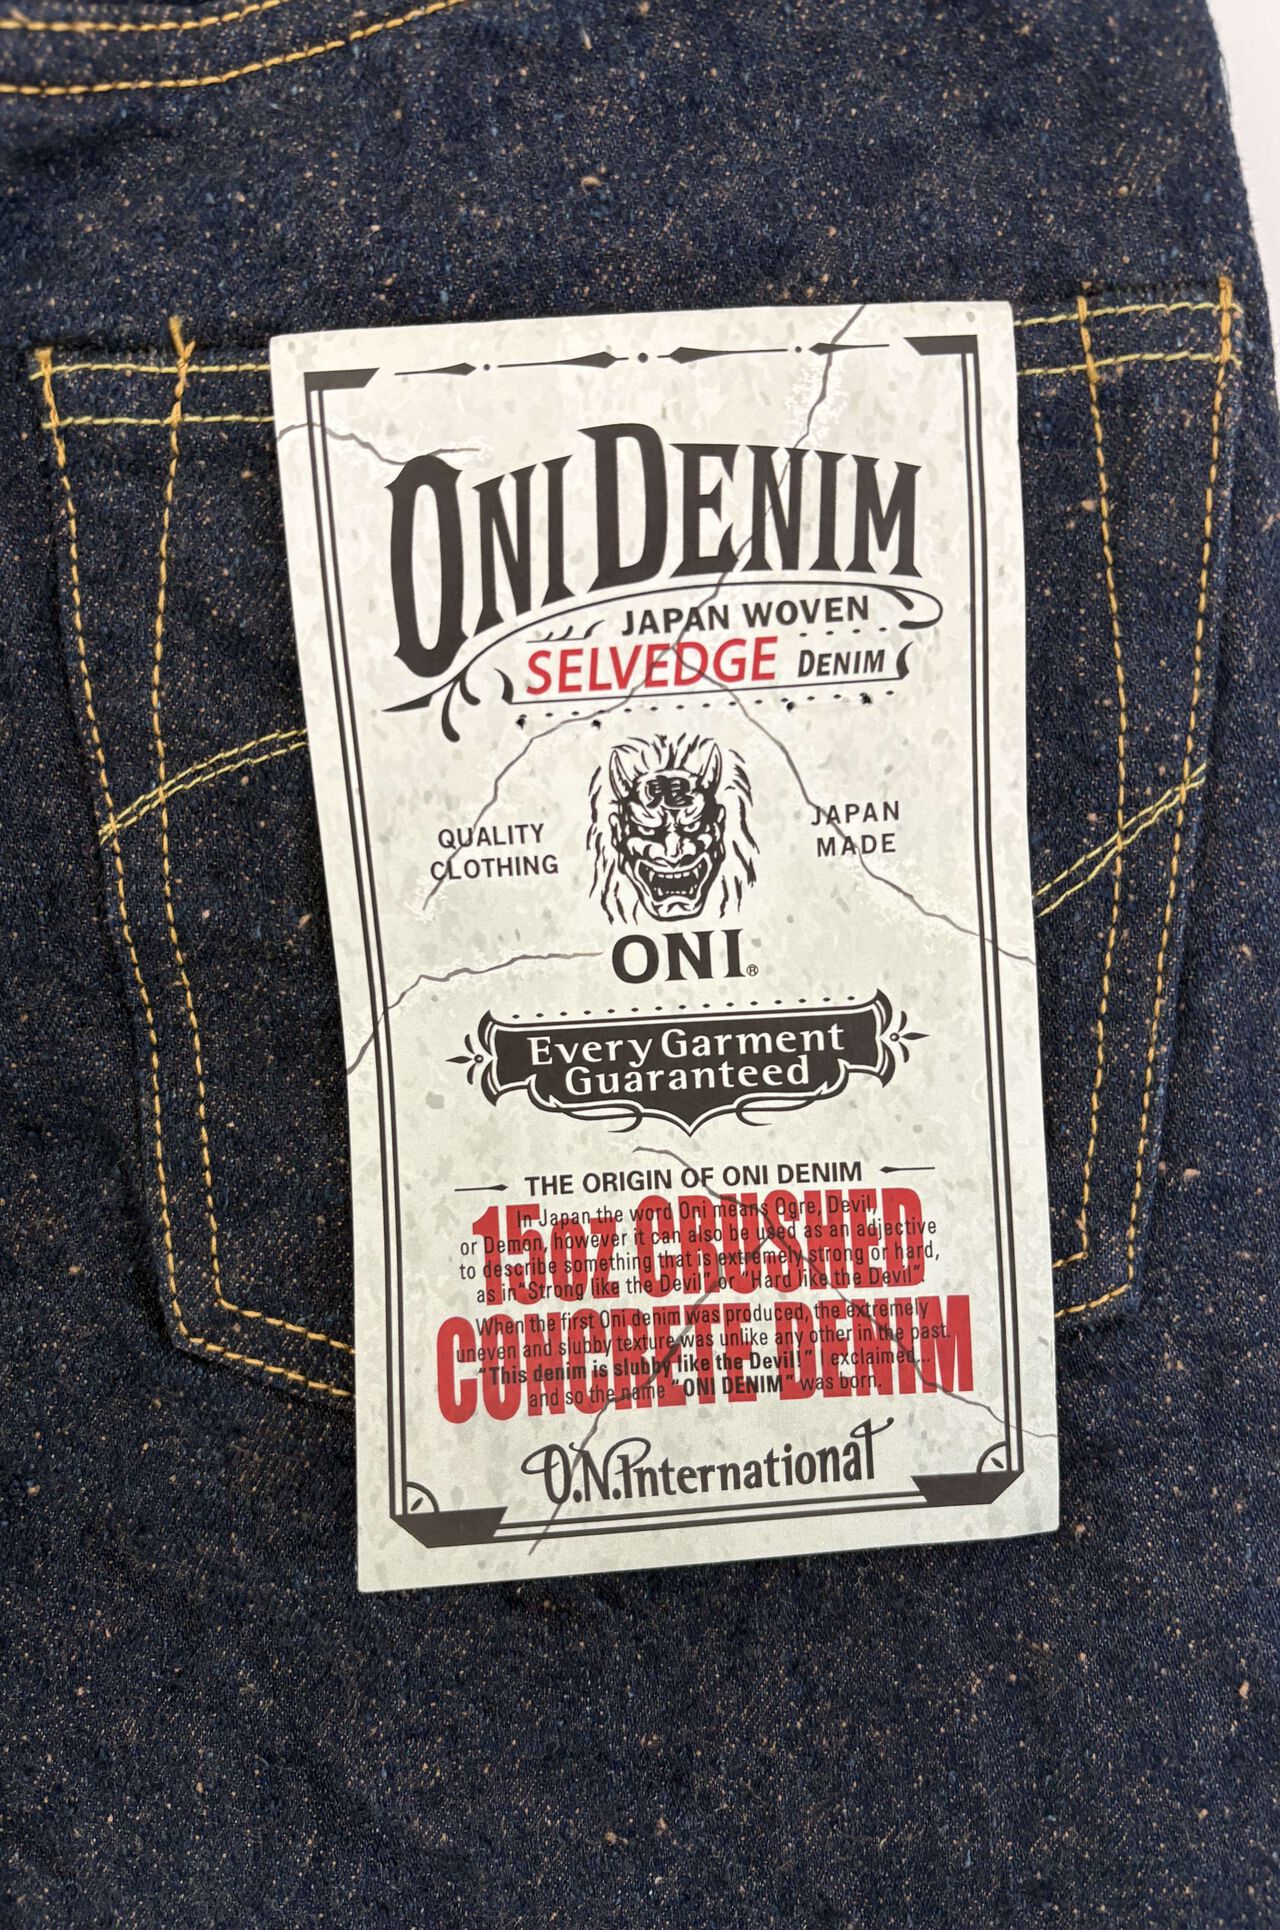 ONI DENIM
JAPAN WOVEN
SELVEDGE DENIM
鬼
QUALITY
CLOTHING
JAPAN
MADE
ONI®
Every Garment
Guaranteed
THE ORIGIN OF ONI DENIM
15oz CRUSHED
CONCRETE DENIM
In Japan the word Oni means Ogre, Devil,
or Demon, however it can also be used as an adjective
to describe something that is extremely strong or hard,
as in "Strong like the Devil" or "Hard like the Devil"
When the first Oni denim was produced, the extremely
uneven and slubby texture was unlike any other in the past.
"This denim is slubby like the Devil!" I exclaimed...
and so the name "ONI DENIM" was born.
O.N.International